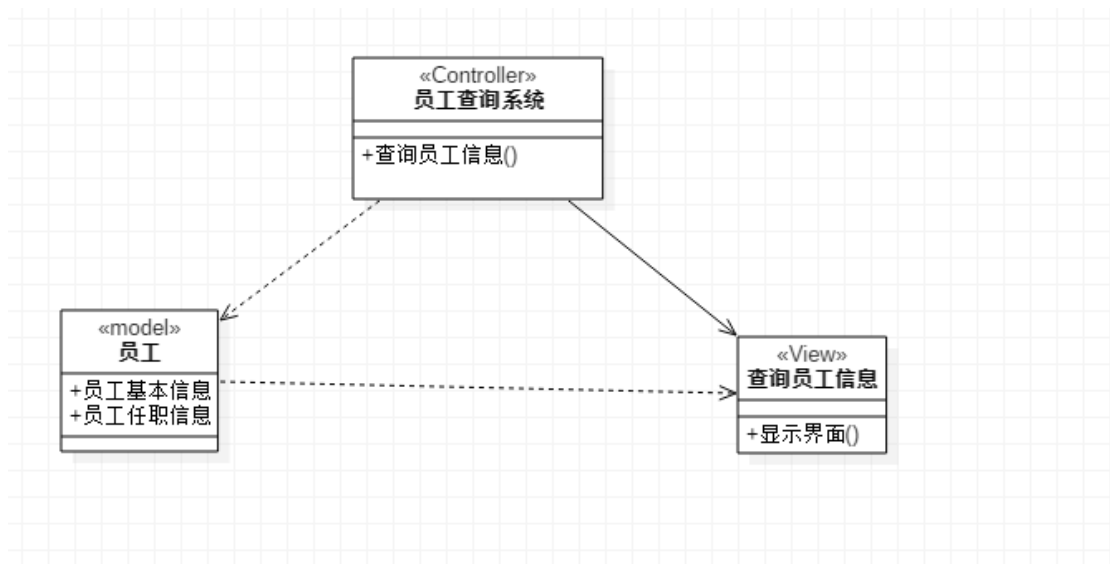 «Controller»
员工查询系统
+查询员工信息()
«model»
员工
+员工基本信息
+员工任职信息
«View»
查询员工信息
+显示界面()